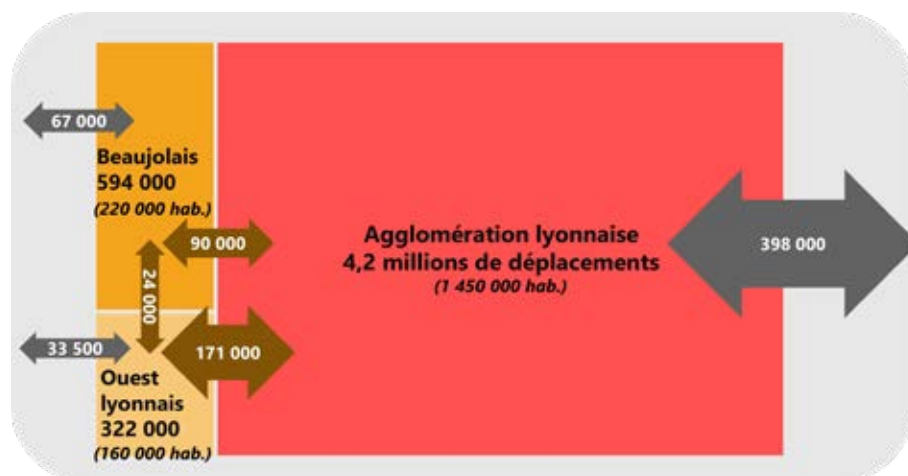 67 000
Beaujolais
594 000
(220 000 hab.)
90 000
24 000
33 500
171 000
Ouest
lyonnais
322 000
(160 000 hab.)
Agglomération lyonnaise
4,2 millions de déplacements
(1 450 000 hab.)
398 000